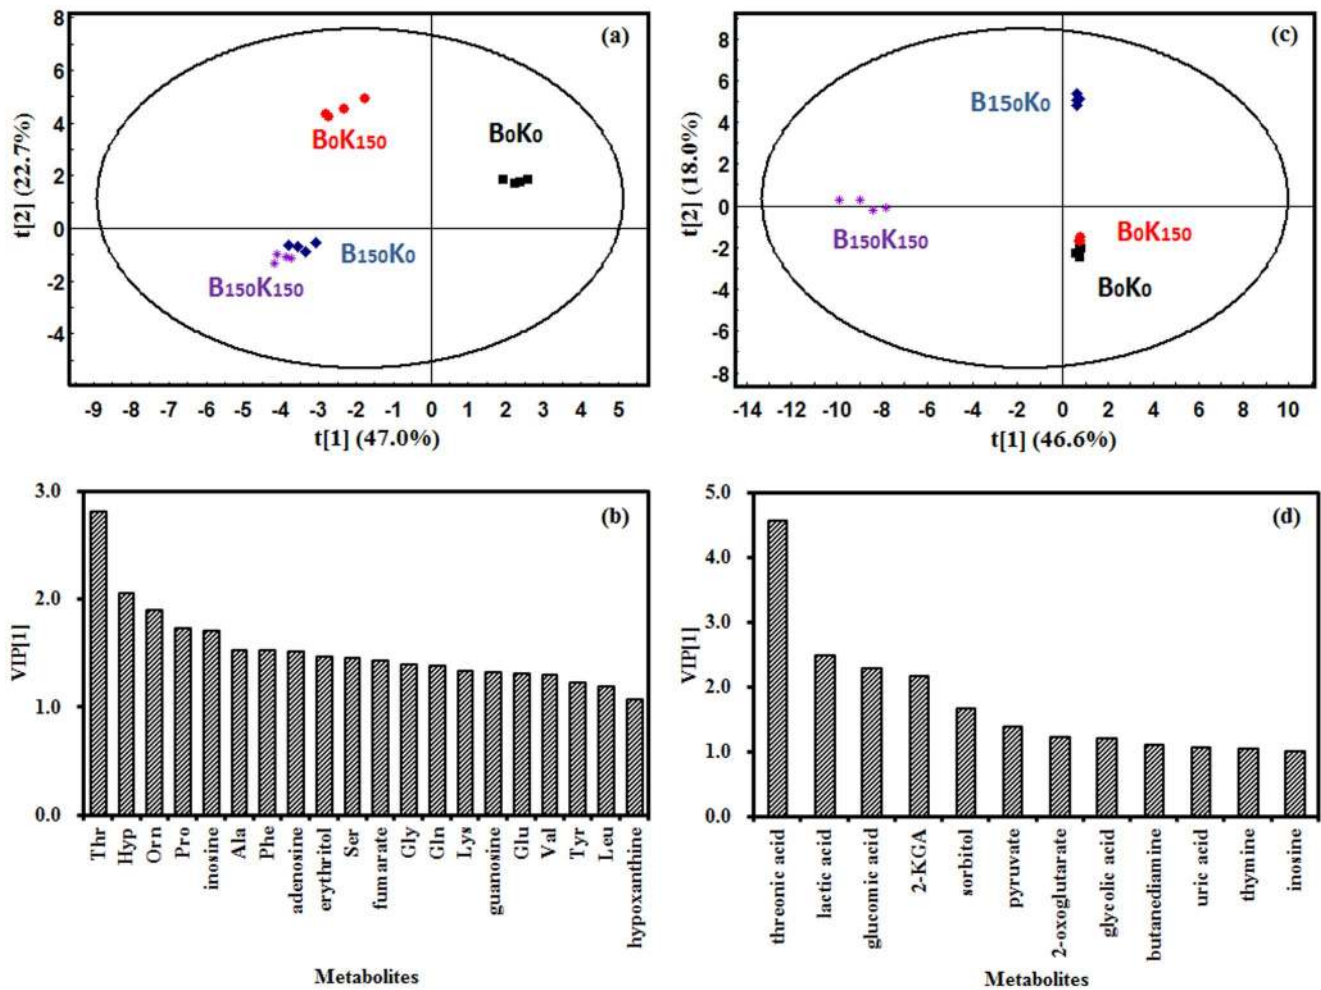 (a)
8
6
4
2
0
-2
-4
t[2] (22.7%)
B0K150
B0K0
B150K0
B150K150
-9 -8 -7 -6 -5 -4 -3 -2 -1 0 1 2 3 4 5
t[1] (47.0%)
(c)
8
6
4
2
0
-2
-4
-6
-8
t[2] (18.0%)
B150K0
B150K150
B0K150
B0K0
-14 -12 -10 -8 -6 -4 -2 0 2 4 6 8 10
t[1] (46.6%)
(b)
3.0
2.0
1.0
0.0
VIP[1]
Thr
Hyp
Orn
Pro
inosine
Ala
Phe
adenosine
erythritol
Ser
fumarate
Gly
Gln
Lys
guanosine
Glu
Val
Tyr
Leu
hypoxanthine
Metabolites
(d)
5.0
4.0
3.0
2.0
1.0
0.0
VIP[1]
threonic acid
lactic acid
glucomic acid
2-KGA
sorbitol
pyruvate
2-oxoglutarate
glycolic acid
butanediamine
uric acid
thymine
inosine
Metabolites